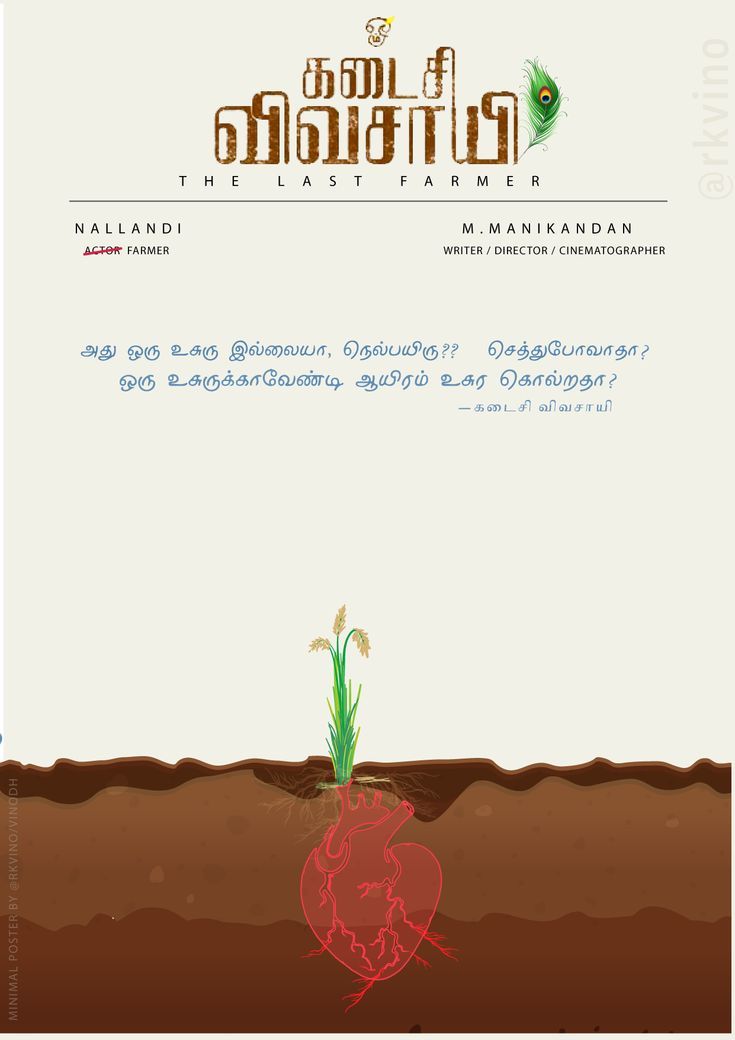 கடைசி
விவசாயி
THE LAST FARMER
NALLANDI
ACTOR FARMER
M.MANIKANDAN
WRITER / DIRECTOR / CINEMATOGRAPHER
அது ஒரு உசுரு இல்லையா, நெல்பயிரு?? செத்துபோவாதா?
ஒரு உசுருக்காவேண்டி ஆயிரம் உசுர கொல்றதா?
—கடைசி விவசாயி
@rkvino
MINIMAL POSTER BY @RKVINO/VINODH